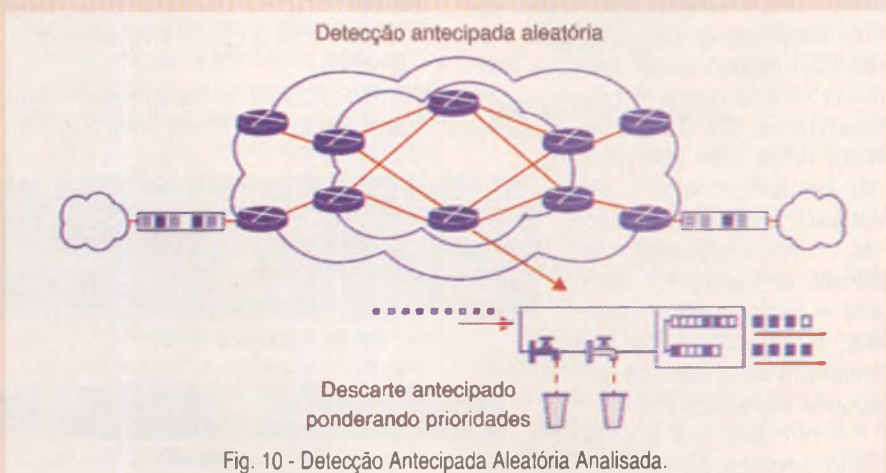 Detecção antecipada aleatória
Descarte antecipado
ponderando prioridades
Fig. 10 - Detecção Antecipada Aleatória Analisada.